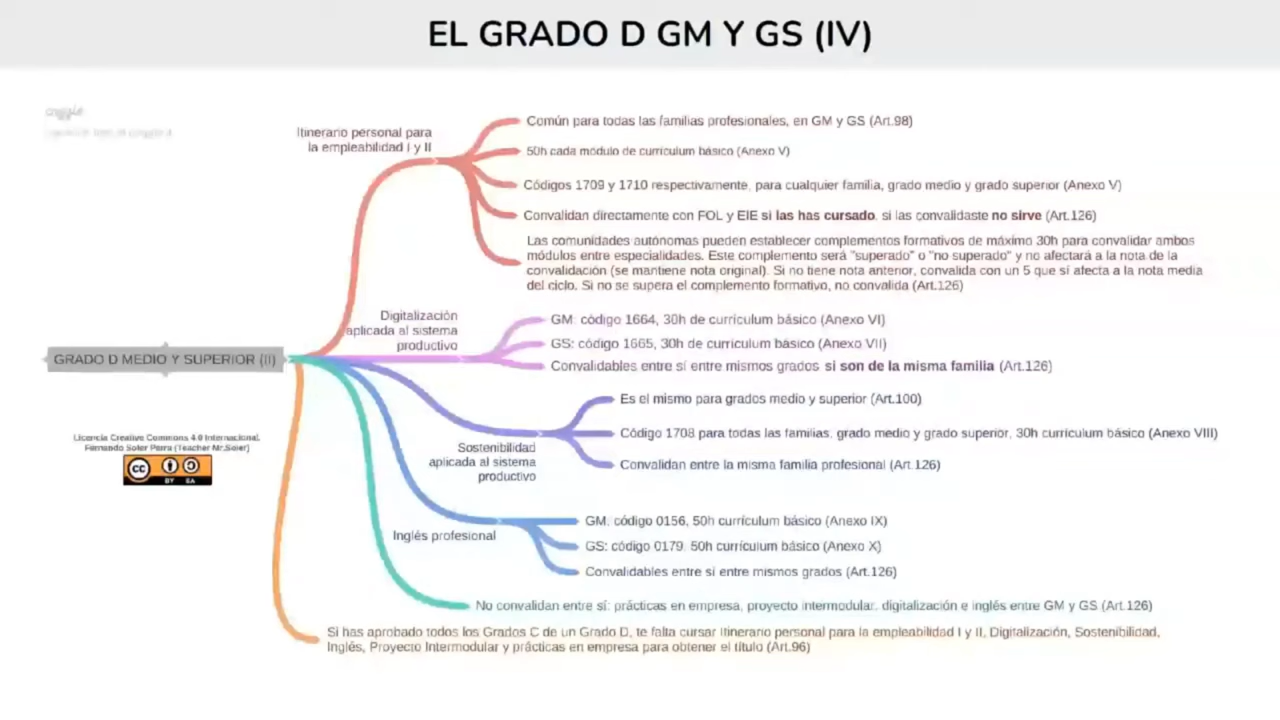 EL GRADO D GM Y GS (IV)
Itinerario personal para
la empleabilidad I y II
Común para todas las familias profesionales, en GM y GS (Art.98)
50h cada módulo de currículum básico (Anexo V)
Códigos 1709 y 1710 respectivamente, para cualquier familia, grado medio y grado superior (Anexo V)
Convalidan directamente con FOL y EIE si las has cursado, si las convalidaste no sirve (Art.126)
Las comunidades autónomas pueden establecer complementos formativos de máximo 30h para convalidar ambos
módulos entre especialidades. Este complemento será "superado" o "no superado" y no afectará a la nota de la
convalidación (se mantiene nota original). Si no tiene nota anterior, convalida con un 5 que sí afecta a la nota media
del ciclo. Si no se supera el complemento formativo, no convalida (Art.126)
Digitalización
aplicada al sistema
productivo
GM: código 1664, 30h de currículum básico (Anexo VI)
GS: código 1665, 30h de currículum básico (Anexo VII)
Convalidables entre sí entre mismos grados si son de la misma familia (Art.126)
GRADO D MEDIO Y SUPERIOR (II)
Sostenibilidad
aplicada al sistema
productivo
Es el mismo para grados medio y superior (Art.100)
Código 1708 para todas las familias, grado medio y grado superior, 30h currículum básico (Anexo VIII)
Convalidan entre la misma familia profesional (Art.126)
Licencia Creative Commons 4.0 Internacional.
Fernando Soler Parra (Teacher Mr.Soler)
CC BY SA
Inglés profesional
GM: código 0156, 50h currículum básico (Anexo IX)
GS: código 0179, 50h currículum básico (Anexo X)
Convalidables entre sí entre mismos grados (Art.126)
No convalidan entre sí: prácticas en empresa, proyecto intermodular, digitalización e inglés entre GM y GS (Art.126)
Si has aprobado todos los Grados C de un Grado D, te falta cursar Itinerario personal para la empleabilidad I y II, Digitalización, Sostenibilidad,
Inglés, Proyecto Intermodular y prácticas en empresa para obtener el título (Art.96)